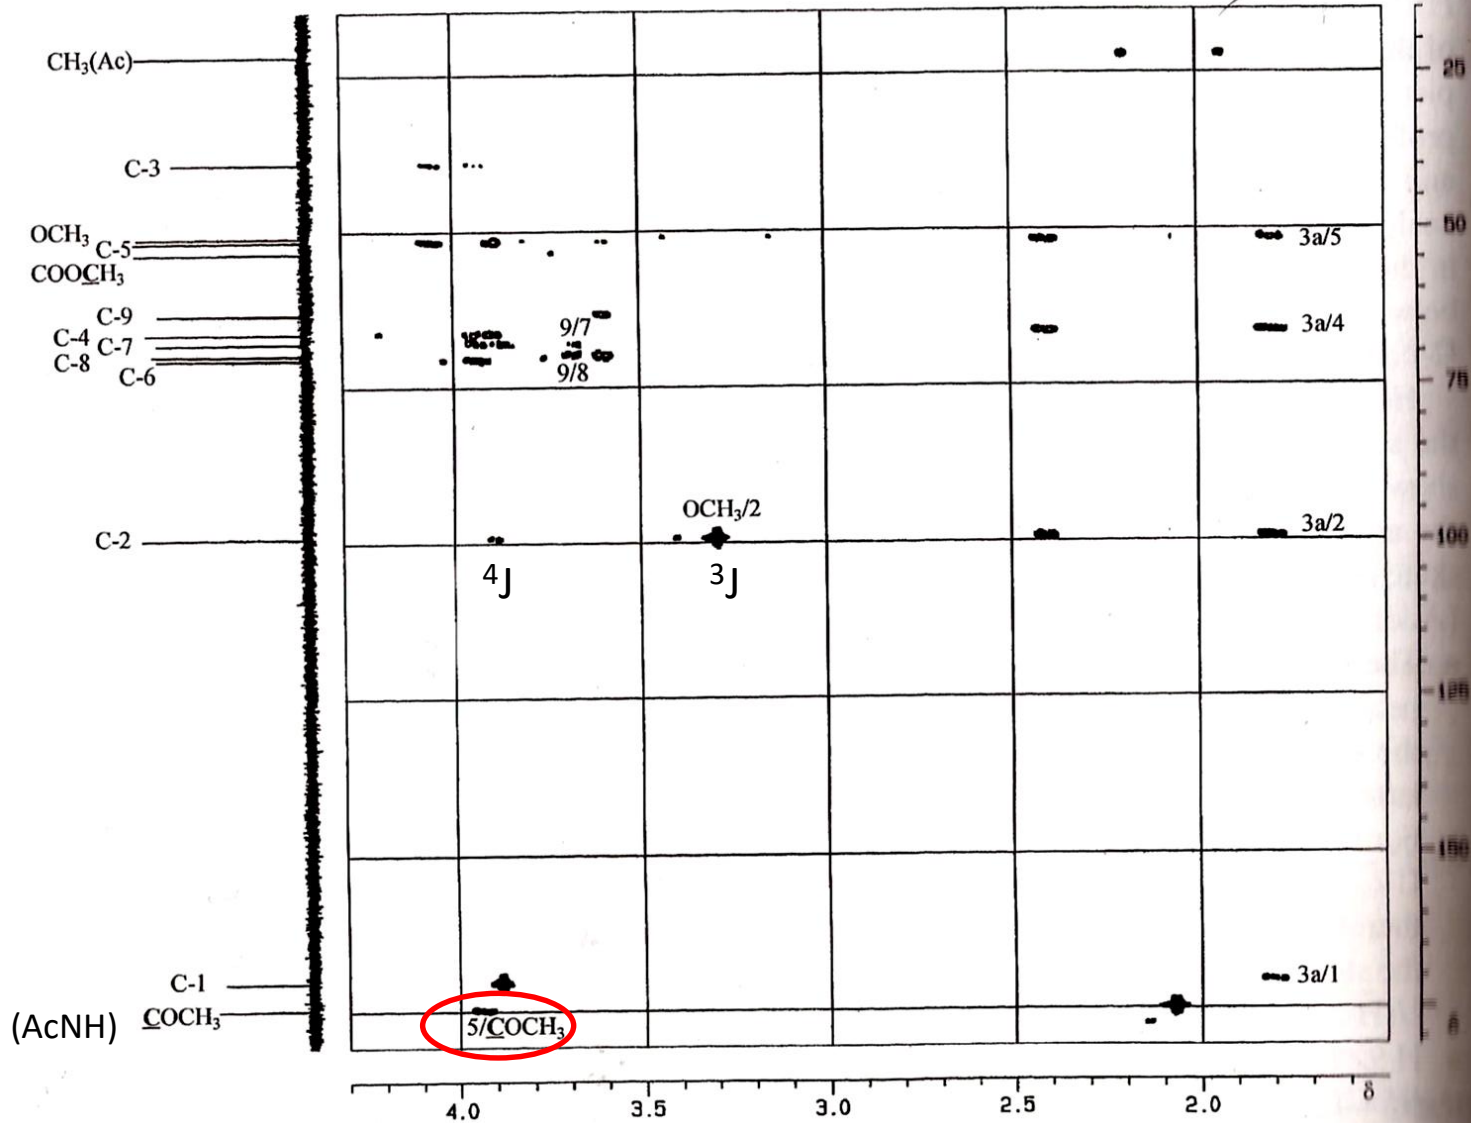 CH₃(Ac)
25
C-3
OCH₃
C-5
COOCH₃
50
3a/5
C-9
C-4
C-7
C-8
C-6
9/7
9/8
3a/4
75
OCH₃/2
C-2
3a/2
100
⁴J
³J
125
150
C-1
3a/1
(AcNH)
COCH₃
5/COCH₃
δ
4.0
3.5
3.0
2.5
2.0